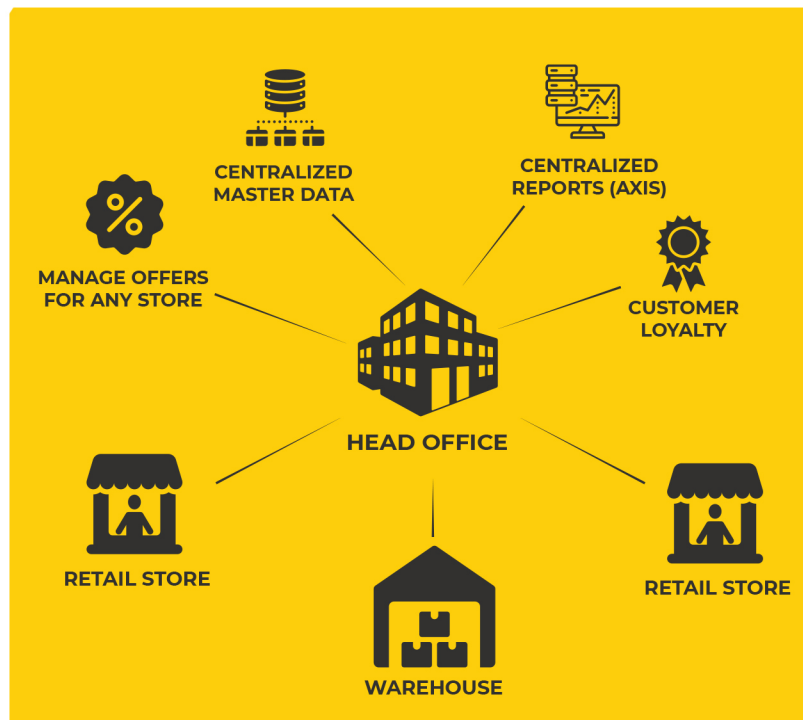 CENTRALIZED
MASTER DATA
CENTRALIZED
REPORTS (AXIS)
MANAGE OFFERS
FOR ANY STORE
CUSTOMER
LOYALTY
HEAD OFFICE
RETAIL STORE
RETAIL STORE
WAREHOUSE